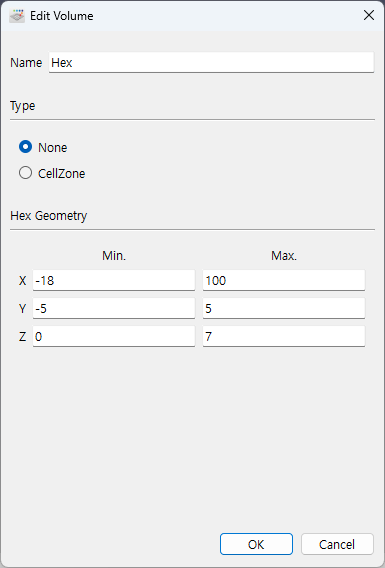 Edit Volume
Name Hex
Type
None
CellZone
Hex Geometry
Min. Max.
X -18 100
Y -5 5
Z 0 7
OK Cancel